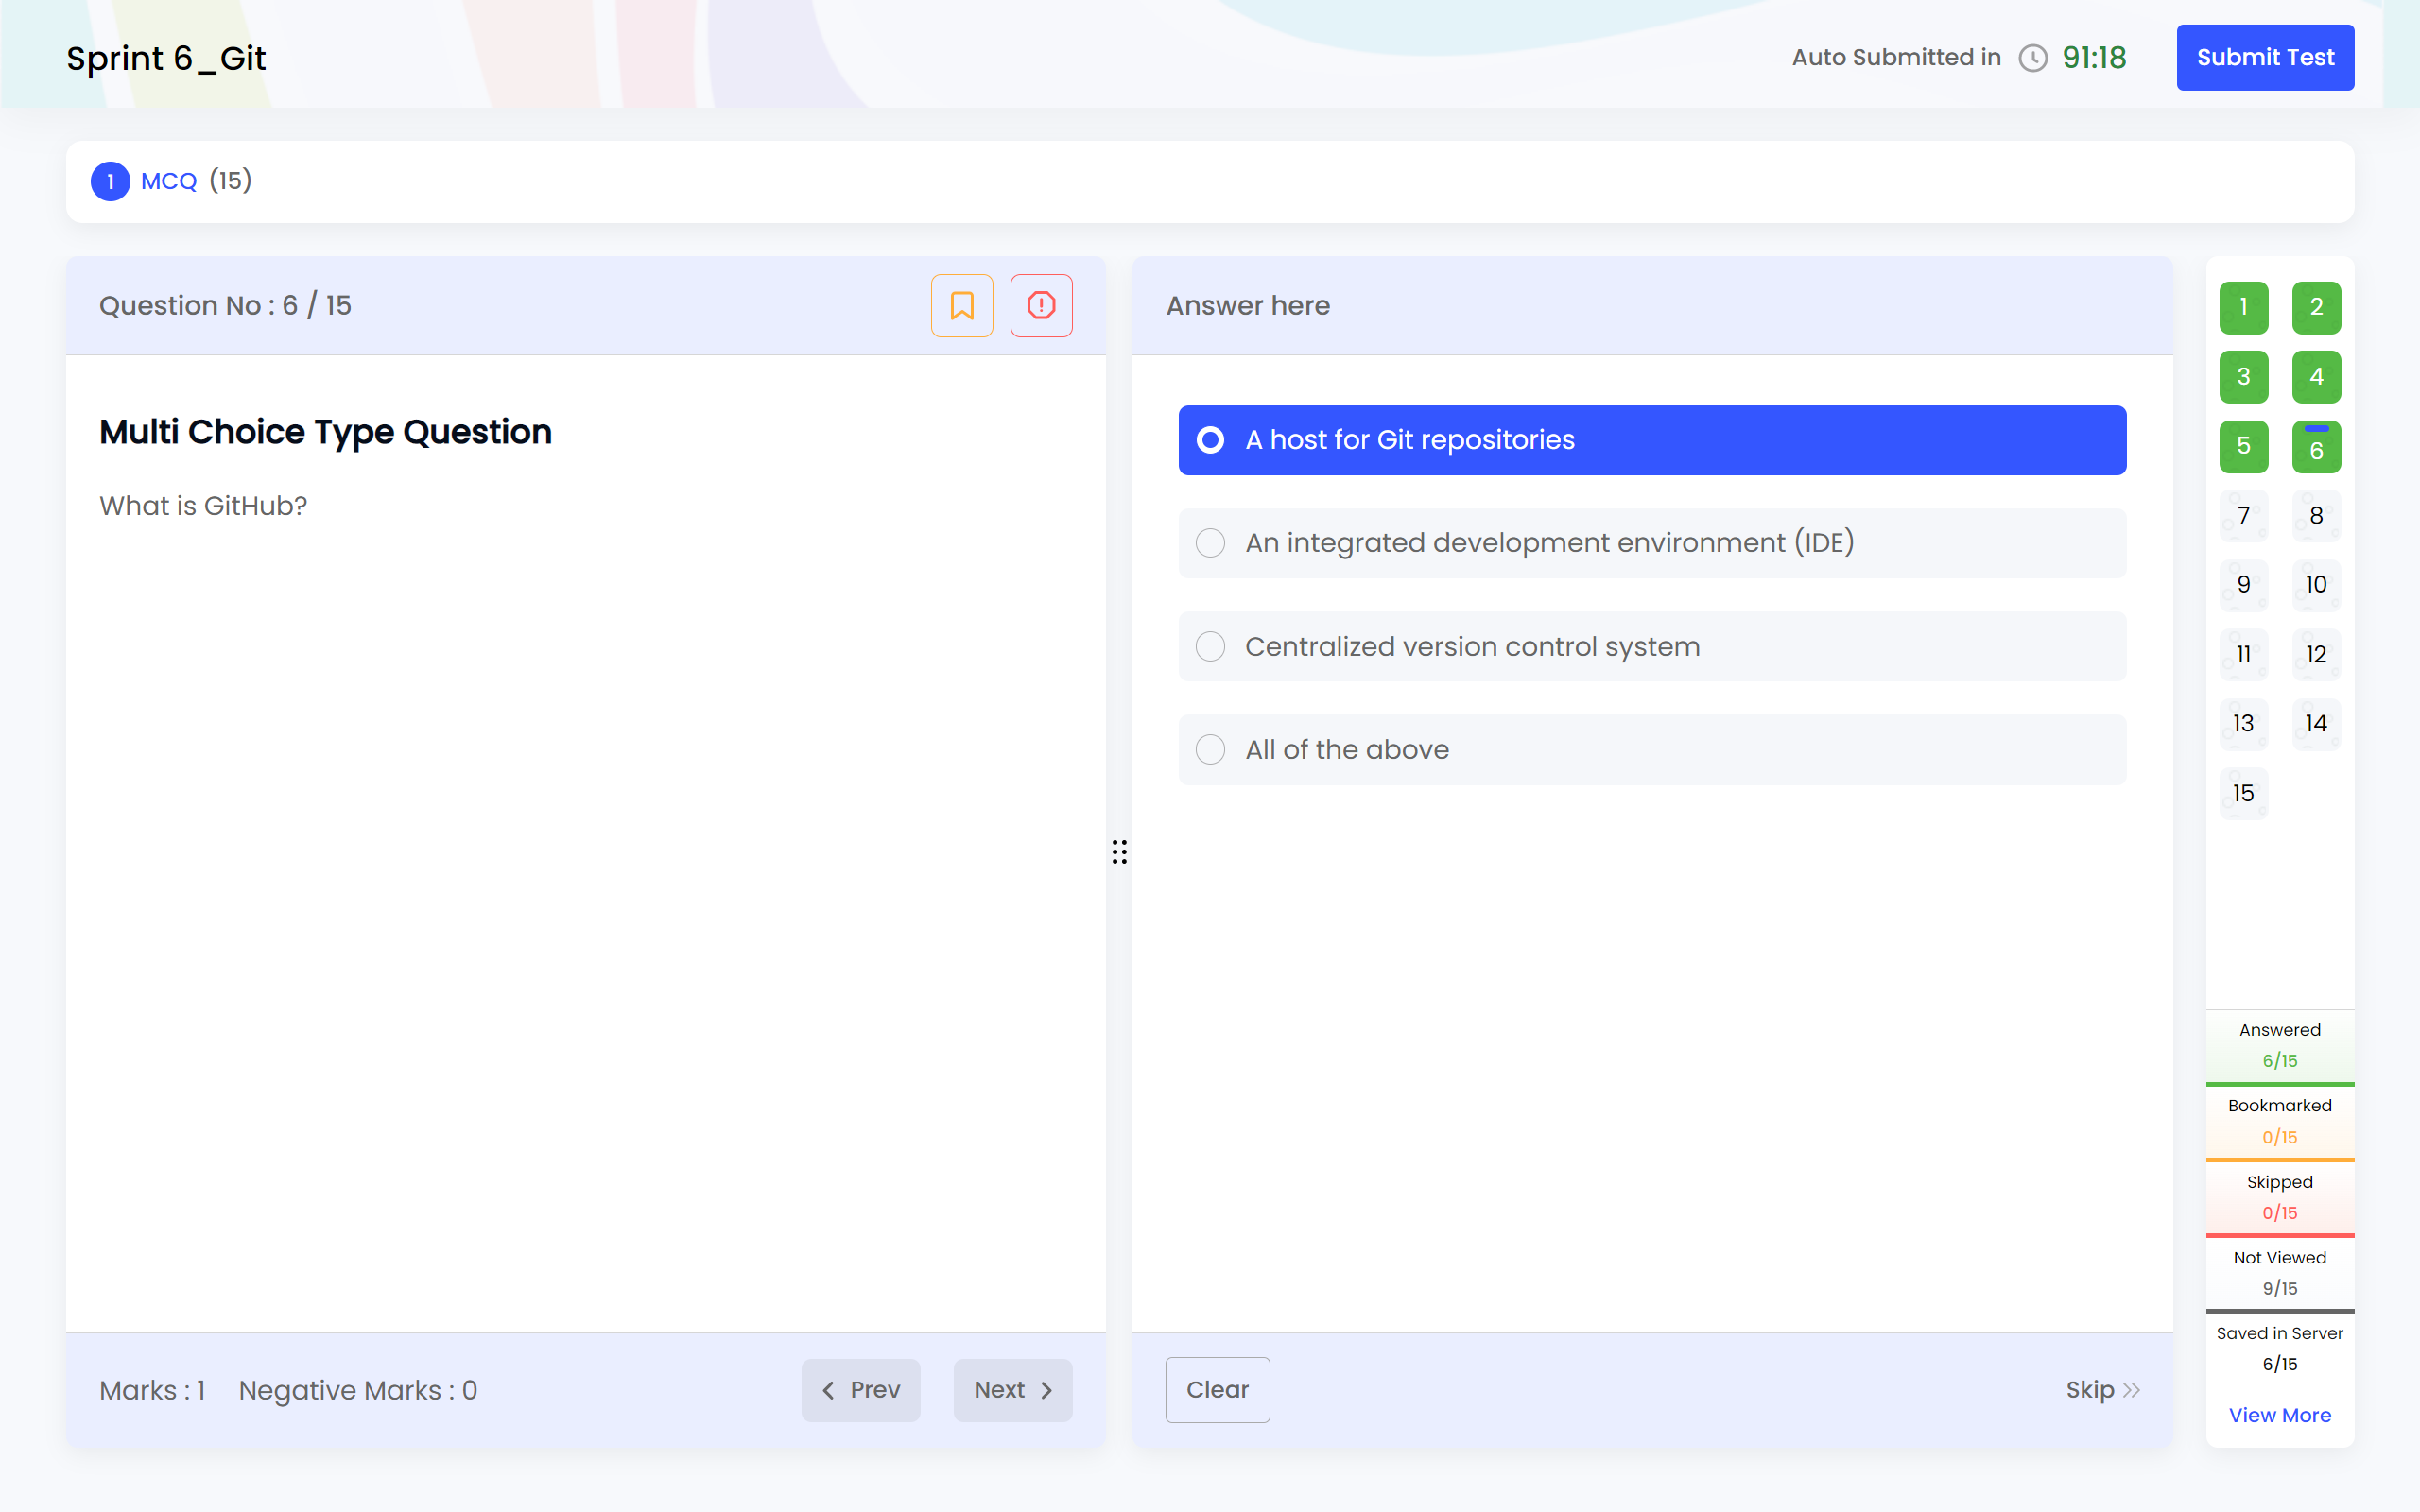 Sprint 6_Git
Auto Submitted in 91:18
Submit Test
1 MCQ (15)
Question No : 6 / 15
Multi Choice Type Question
What is GitHub?
Marks : 1 Negative Marks : 0
Prev
Next
Answer here
A host for Git repositories
An integrated development environment (IDE)
Centralized version control system
All of the above
Clear
Skip
1 2
3 4
5 6
7 8
9 10
11 12
13 14
15
Answered
6/15
Bookmarked
0/15
Skipped
0/15
Not Viewed
9/15
Saved in Server
6/15
View More